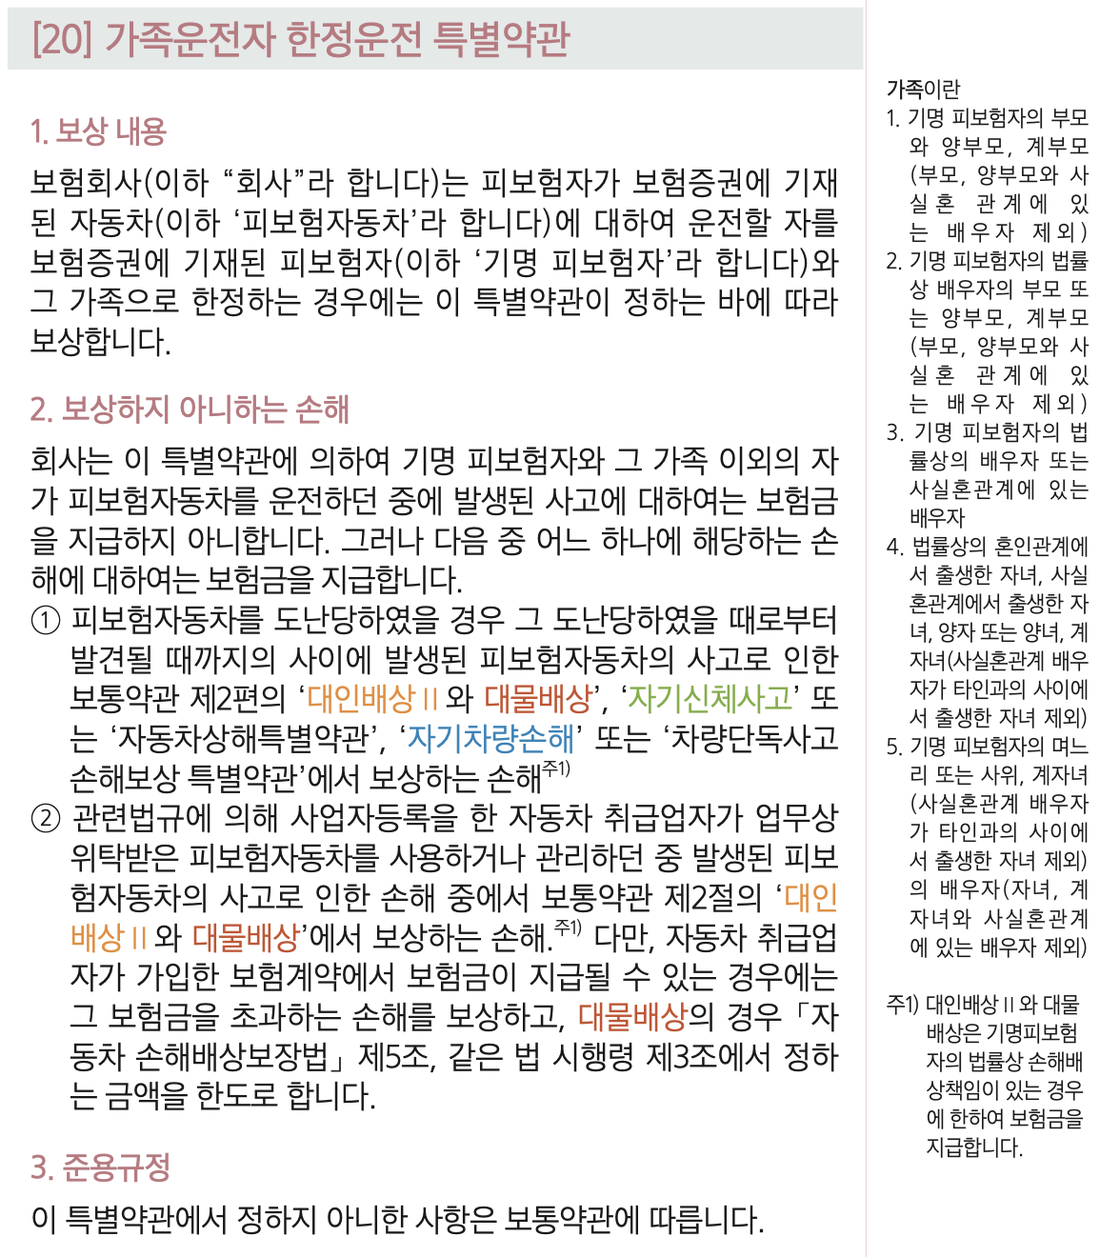 [20] 가족운전자 한정운전 특별약관
1. 보상 내용
보험회사(이하 “회사”라 합니다)는 피보험자가 보험증권에 기재
된 자동차(이하 ‘피보험자동차’라 합니다)에 대하여 운전할 자를
보험증권에 기재된 피보험자(이하 ‘기명 피보험자’라 합니다)와
그 가족으로 한정하는 경우에는 이 특별약관이 정하는 바에 따라
보상합니다.
2. 보상하지 아니하는 손해
회사는 이 특별약관에 의하여 기명 피보험자와 그 가족 이외의 자
가 피보험자동차를 운전하던 중에 발생된 사고에 대하여는 보험금
을 지급하지 아니합니다. 그러나 다음 중 어느 하나에 해당하는 손
해에 대하여는 보험금을 지급합니다.
① 피보험자동차를 도난당하였을 경우 그 도난당하였을 때로부터
발견될 때까지의 사이에 발생된 피보험자동차의 사고로 인한
보통약관 제2편의 ‘대인배상Ⅱ와 대물배상’, ‘자기신체사고’ 또
는 ‘자동차상해특별약관’, ‘자기차량손해’ 또는 ‘차량단독사고
손해보상 특별약관’에서 보상하는 손해주1)
② 관련법규에 의해 사업자등록을 한 자동차 취급업자가 업무상
위탁받은 피보험자동차를 사용하거나 관리하던 중 발생된 피보
험자동차의 사고로 인한 손해 중에서 보통약관 제2절의 ‘대인
배상Ⅱ와 대물배상’에서 보상하는 손해.주1) 다만, 자동차 취급업
자가 가입한 보험계약에서 보험금이 지급될 수 있는 경우에는
그 보험금을 초과하는 손해를 보상하고, 대물배상의 경우 「자
동차 손해배상보장법」 제5조, 같은 법 시행령 제3조에서 정하
는 금액을 한도로 합니다.
3. 준용규정
이 특별약관에서 정하지 아니한 사항은 보통약관에 따릅니다.
가족이란
1. 기명 피보험자의 부모
와 양부모, 계부모
(부모, 양부모와 사
실혼 관계에 있
는 배우자 제외)
2. 기명 피보험자의 법률
상 배우자의 부모 또
는 양부모, 계부모
(부모, 양부모와 사
실혼 관계에 있
는 배우자 제외)
3. 기명 피보험자의 법
률상의 배우자 또는
사실혼관계에 있는
배우자
4. 법률상의 혼인관계에
서 출생한 자녀, 사실
혼관계에서 출생한 자
녀, 양자 또는 양녀, 계
자녀(사실혼관계 배우
자가 타인과의 사이에
서 출생한 자녀 제외)
5. 기명 피보험자의 며느
리 또는 사위, 계자녀
(사실혼관계 배우자
가 타인과의 사이에
서 출생한 자녀 제외)
의 배우자(자녀, 계
자녀와 사실혼관계
에 있는 배우자 제외)
주1) 대인배상Ⅱ와 대물
배상은 기명피보험
자의 법률상 손해배
상책임이 있는 경우
에 한하여 보험금을
지급합니다.